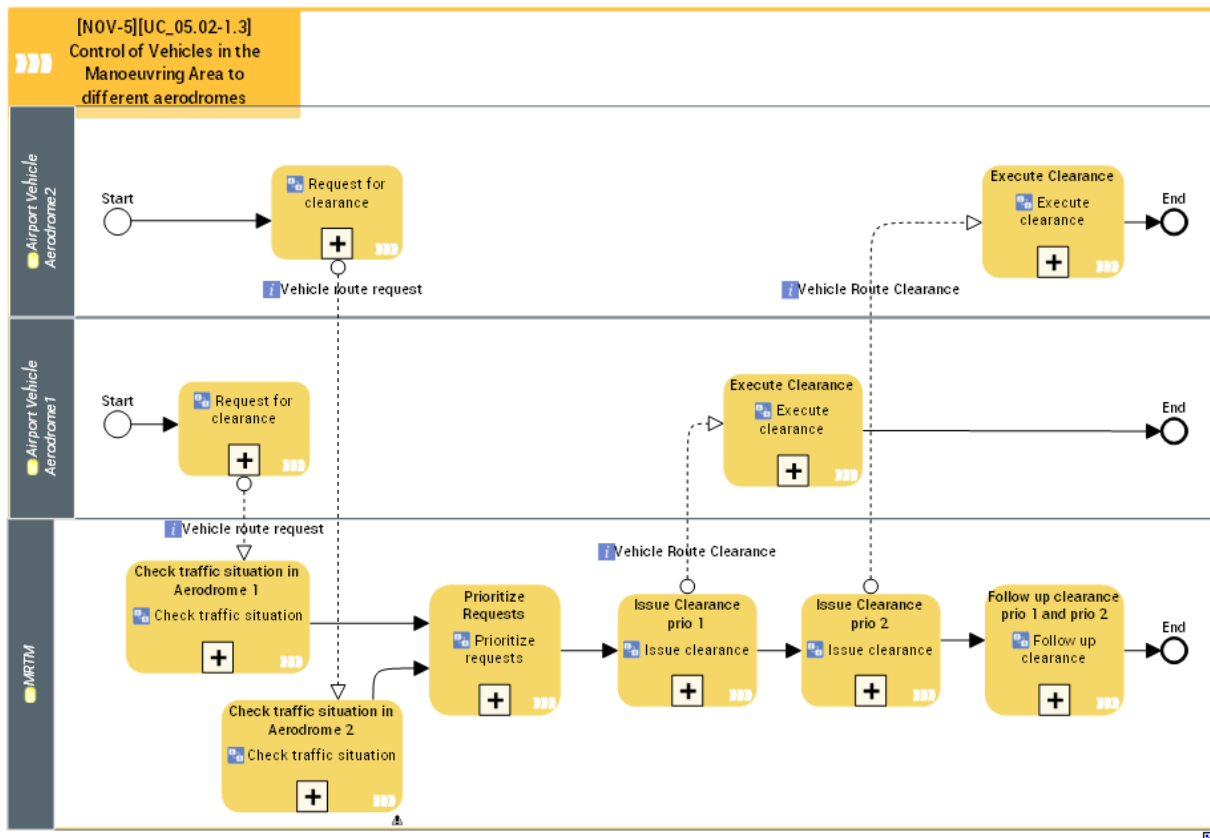 [NOV-5][UC_05.02-1.3]
Control of Vehicles in the
Manoeuvring Area to
different aerodromes
Airport Vehicle
Aerodrome2
Start
Request for
clearance
Vehicle route request
Vehicle Route Clearance
Execute Clearance
Execute
clearance
End
Airport Vehicle
Aerodrome1
Start
Request for
clearance
Vehicle route request
Execute Clearance
Execute
clearance
End
Vehicle Route Clearance
MRTM
Check traffic situation in
Aerodrome 1
Check traffic situation
Check traffic situation in
Aerodrome 2
Check traffic situation
Prioritize
Requests
Prioritize
requests
Issue Clearance
prio 1
Issue clearance
Issue Clearance
prio 2
Issue clearance
Follow up clearance
prio 1 and prio 2
Follow up
clearance
End